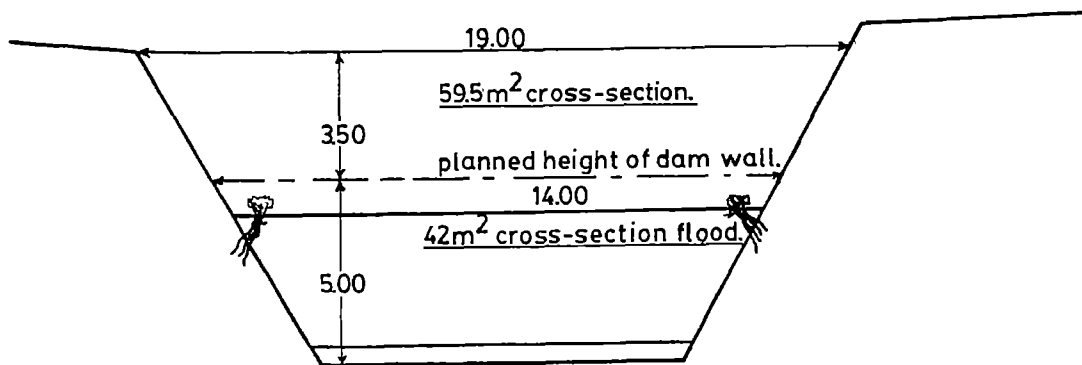 19.00
59.5m² cross-section.
3.50
planned height of dam wall.
14.00
42m² cross-section flood.
5.00